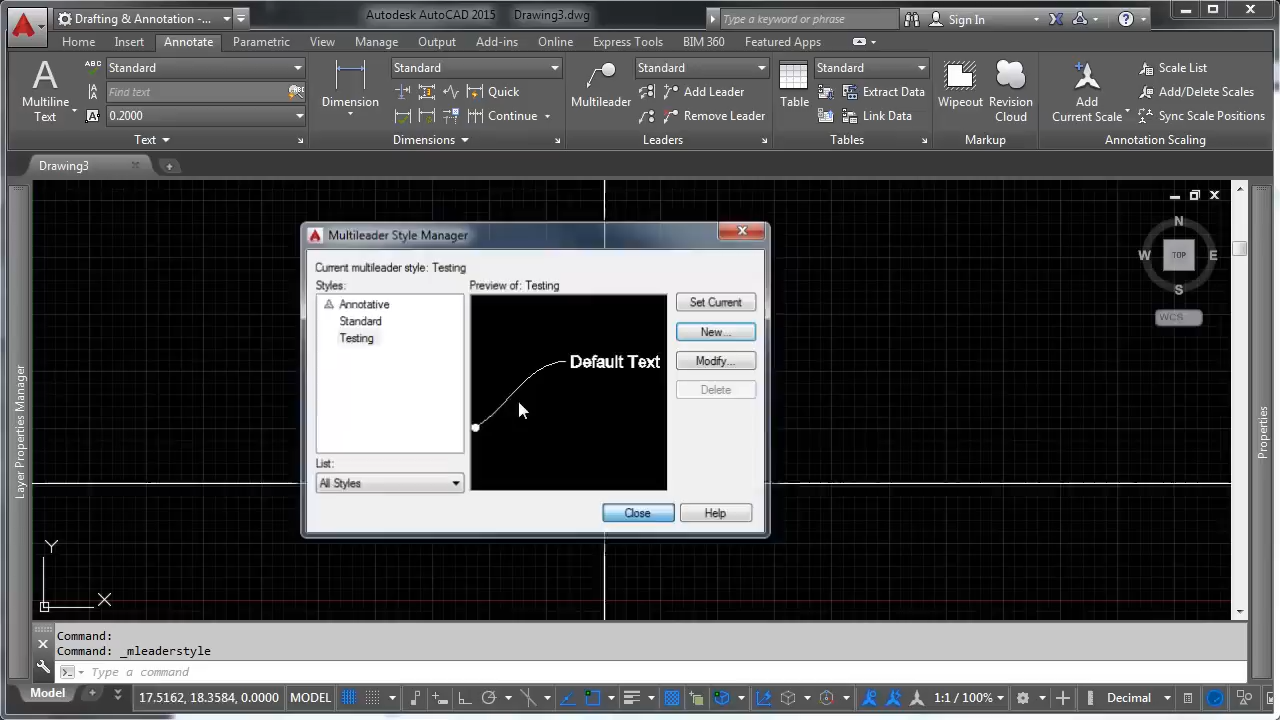 Drafting & Annotation - ...
Autodesk AutoCAD 2015 Drawing3.dwg
Type a keyword or phrase
Sign In
Home Insert Annotate Parametric View Manage Output Add-ins Online Express Tools BIM 360 Featured Apps
Multiline
Text
ABC
Standard
Find text
A
0.2000
Text
Dimension
Standard
Quick
Continue
Dimensions
Multileader
Standard
Add Leader
Remove Leader
Leaders
Table
Standard
Extract Data
Link Data
Tables
Wipeout
Revision
Cloud
Markup
Add
Current Scale
Scale List
Add/Delete Scales
Sync Scale Positions
Annotation Scaling
Drawing3
Layer Properties Manager
Properties
N
W TOP E
S
WCS
Multileader Style Manager
Current multileader style: Testing
Styles:
Preview of: Testing
Annotative
Standard
Testing
Default Text
Set Current
New...
Modify...
Delete
List:
All Styles
Close
Help
Y
X
Command:
Command: _mleaderstyle
Type a command
Model
17.5162, 18.3584, 0.0000 MODEL
1:1 / 100%
Decimal